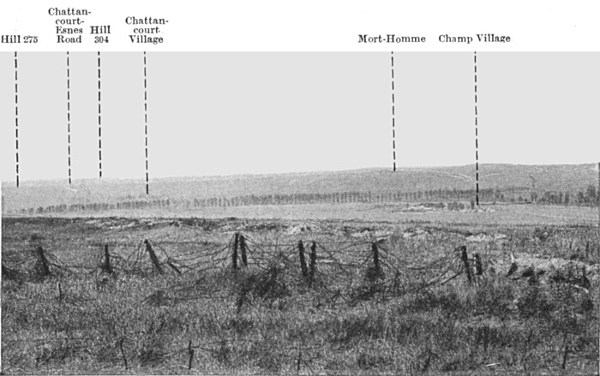 Hill 275
Chattan-
court-
Esnes
Road
Hill
304
Chattan-
court
Village
Mort-Homme
Champ Village